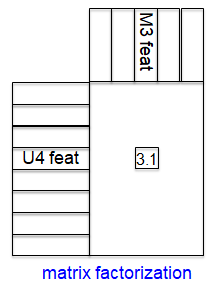 M3 feat
U4 feat
3.1
matrix factorization